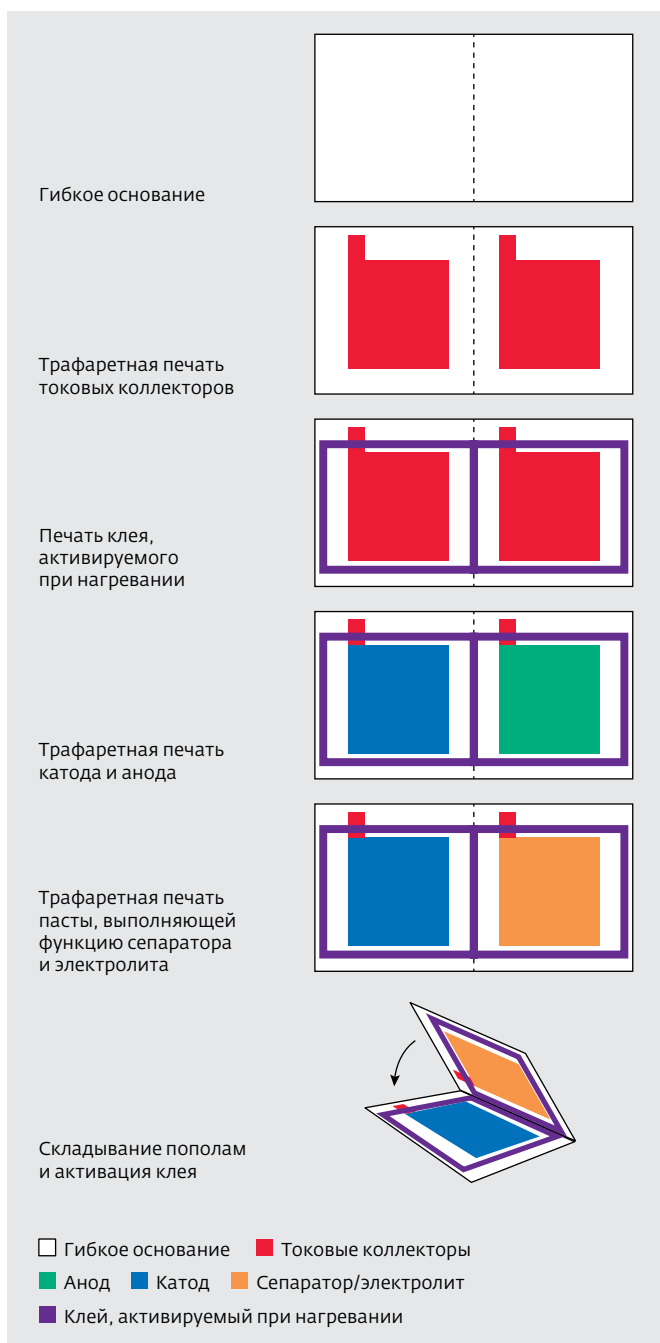 Гибкое основание
Трафаретная печать
токовых коллекторов
Печать клея,
активируемого
при нагревании
Трафаретная печать
катода и анода
Трафаретная печать
пасты, выполняющей
функцию сепаратора
и электролита
Складывание пополам
и активация клея
Гибкое основание Токовые коллекторы
Анод Катод Сепаратор/электролит
Клей, активируемый при нагревании